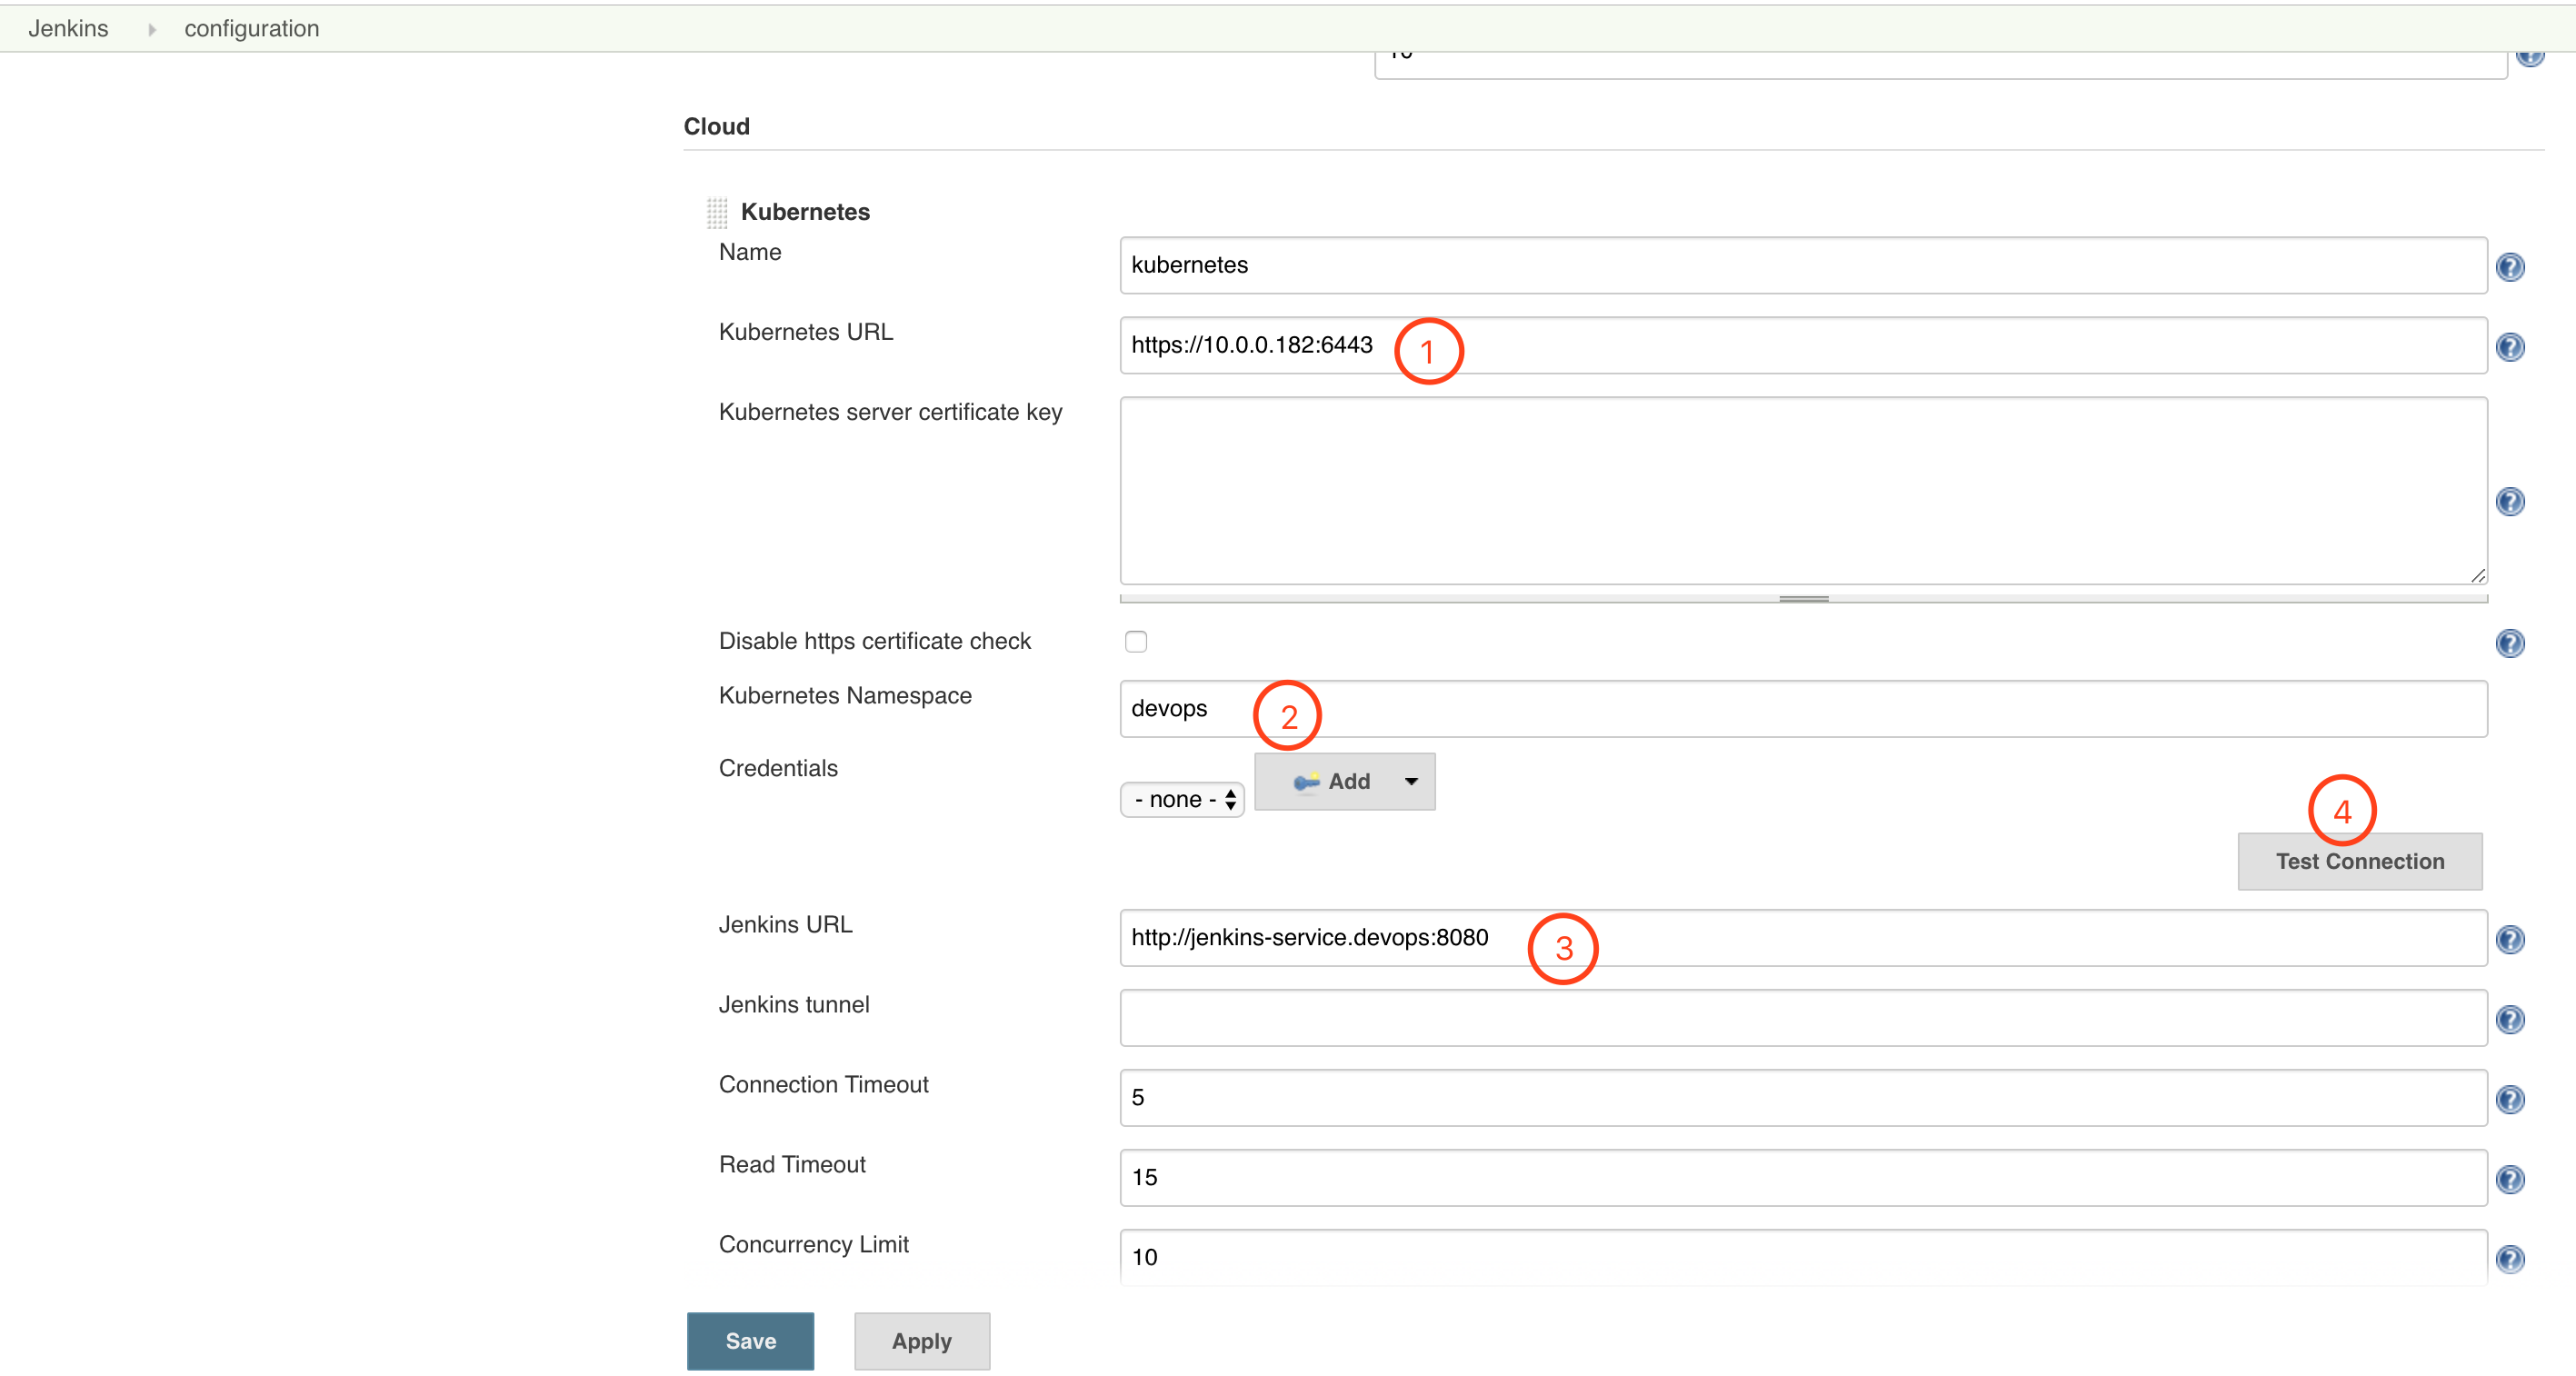 Jenkins configuration
Cloud
Kubernetes
Name
kubernetes
Kubernetes URL
https://10.0.0.182:6443
1
Kubernetes server certificate key
Disable https certificate check
Kubernetes Namespace
devops
2
Credentials
- none -
Add
4
Test Connection
Jenkins URL
http://jenkins-service.devops:8080
3
Jenkins tunnel
Connection Timeout
5
Read Timeout
15
Concurrency Limit
10
Save
Apply